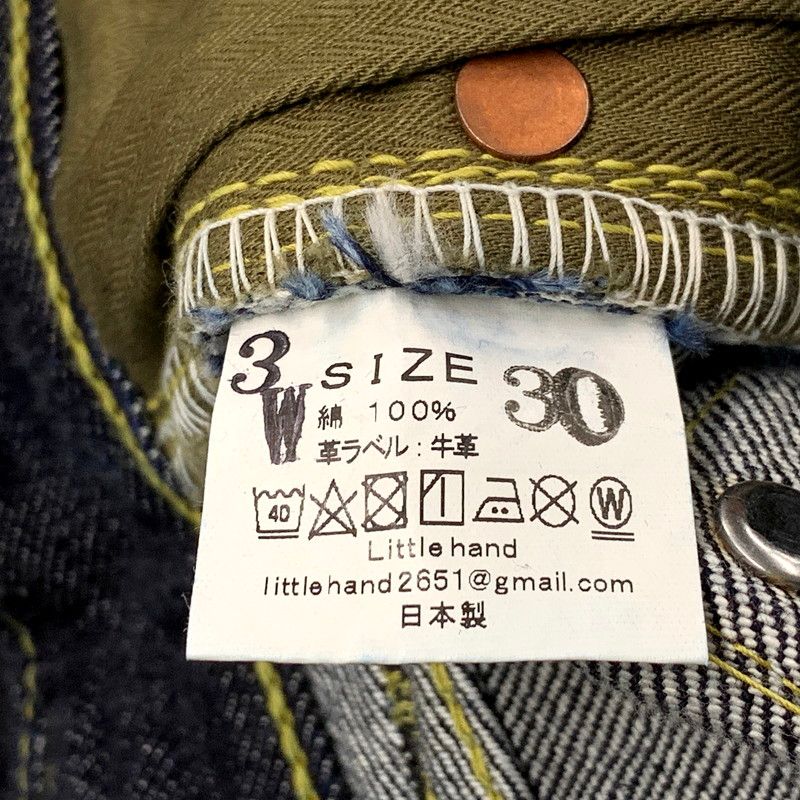 3W SIZE 30
綿 100%
革ラベル:牛革
40 W
Little hand
littlehand2651@gmail.com
日本製